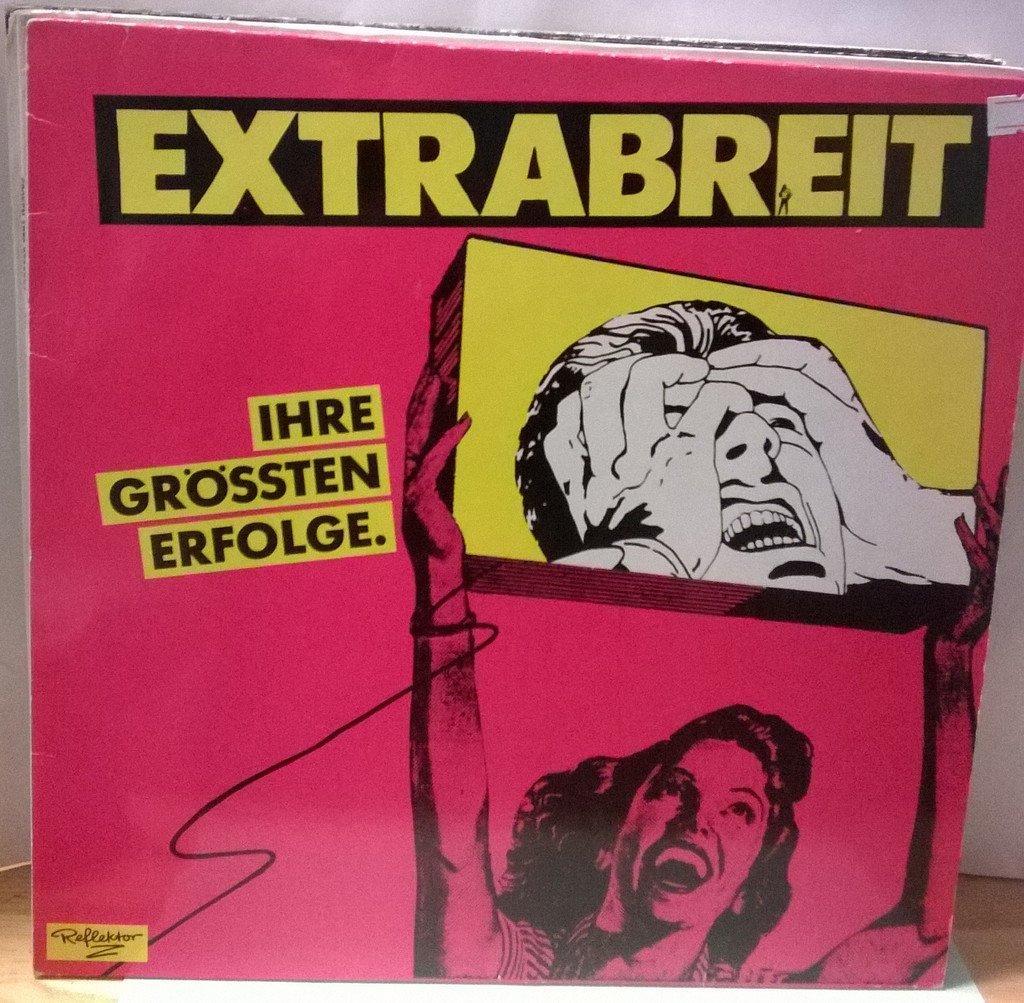 EXTRABREIT
IHRE
GRÖSSTEN
ERFOLGE.
Reflektor